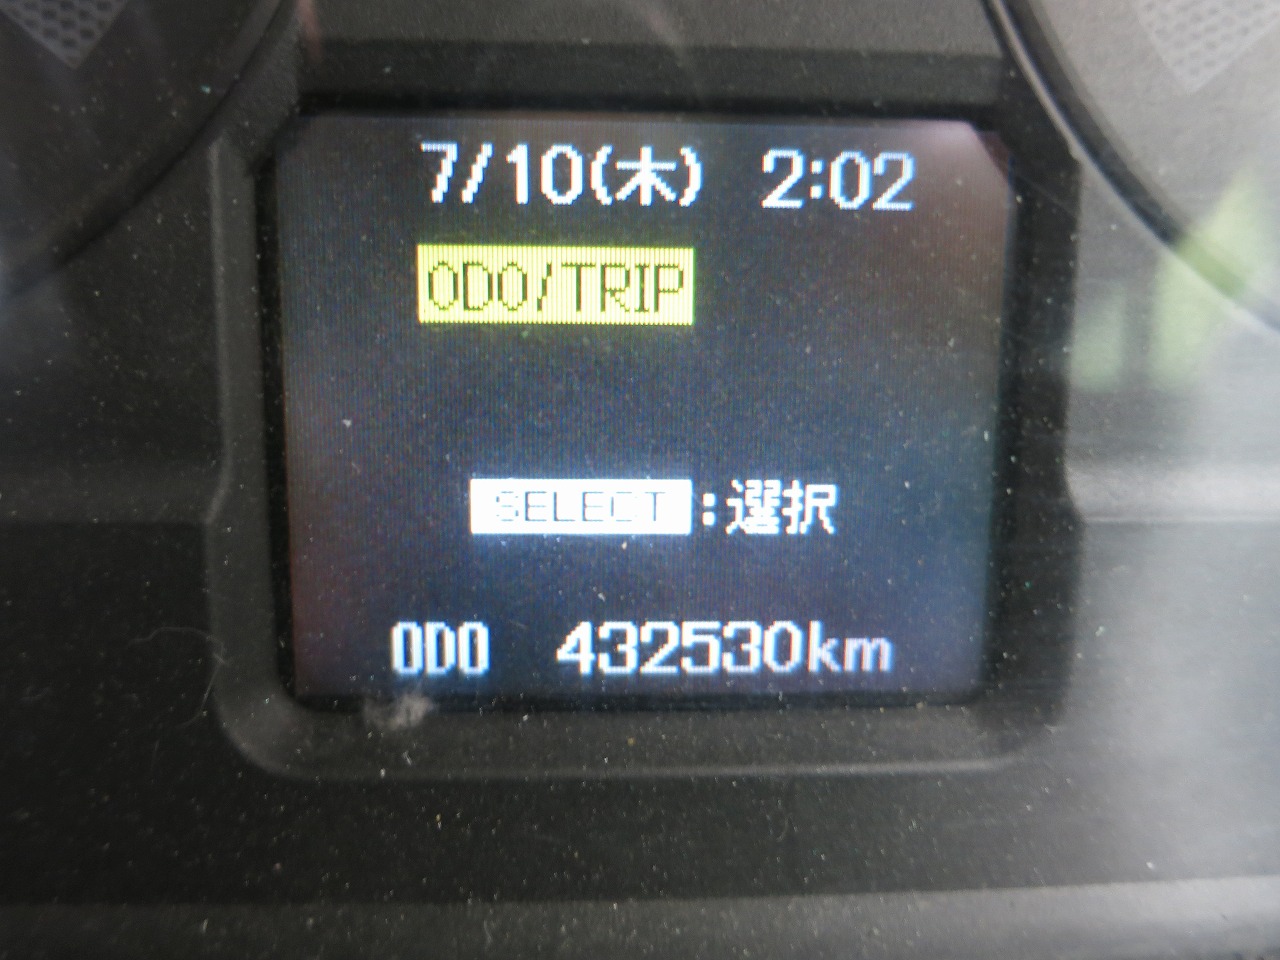 7/10(木) 2:02
ODO/TRIP
SELECT:選択
ODO 432530km